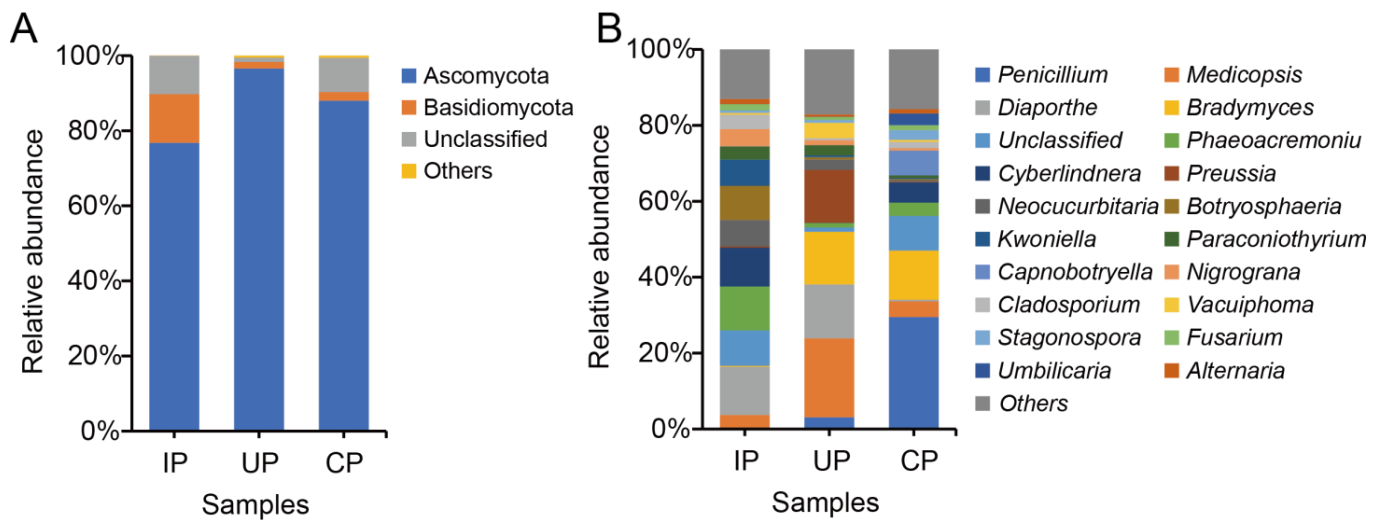 A
Relative abundance
100%
80%
60%
40%
20%
0%
IP UP CP
Samples
Ascomycota
Basidiomycota
Unclassified
Others
B
Relative abundance
100%
80%
60%
40%
20%
0%
IP UP CP
Samples
Penicillium Medicopsis
Diaporthe Bradymyces
Unclassified Phaeoacremoniu
Cyberlindnera Preussia
Neocucurbitaria Botryosphaeria
Kwoniella Paraconiothyrium
Capnobotryella Nigrograna
Cladosporium Vacuiphoma
Stagonospora Fusarium
Umbilicaria Alternaria
Others